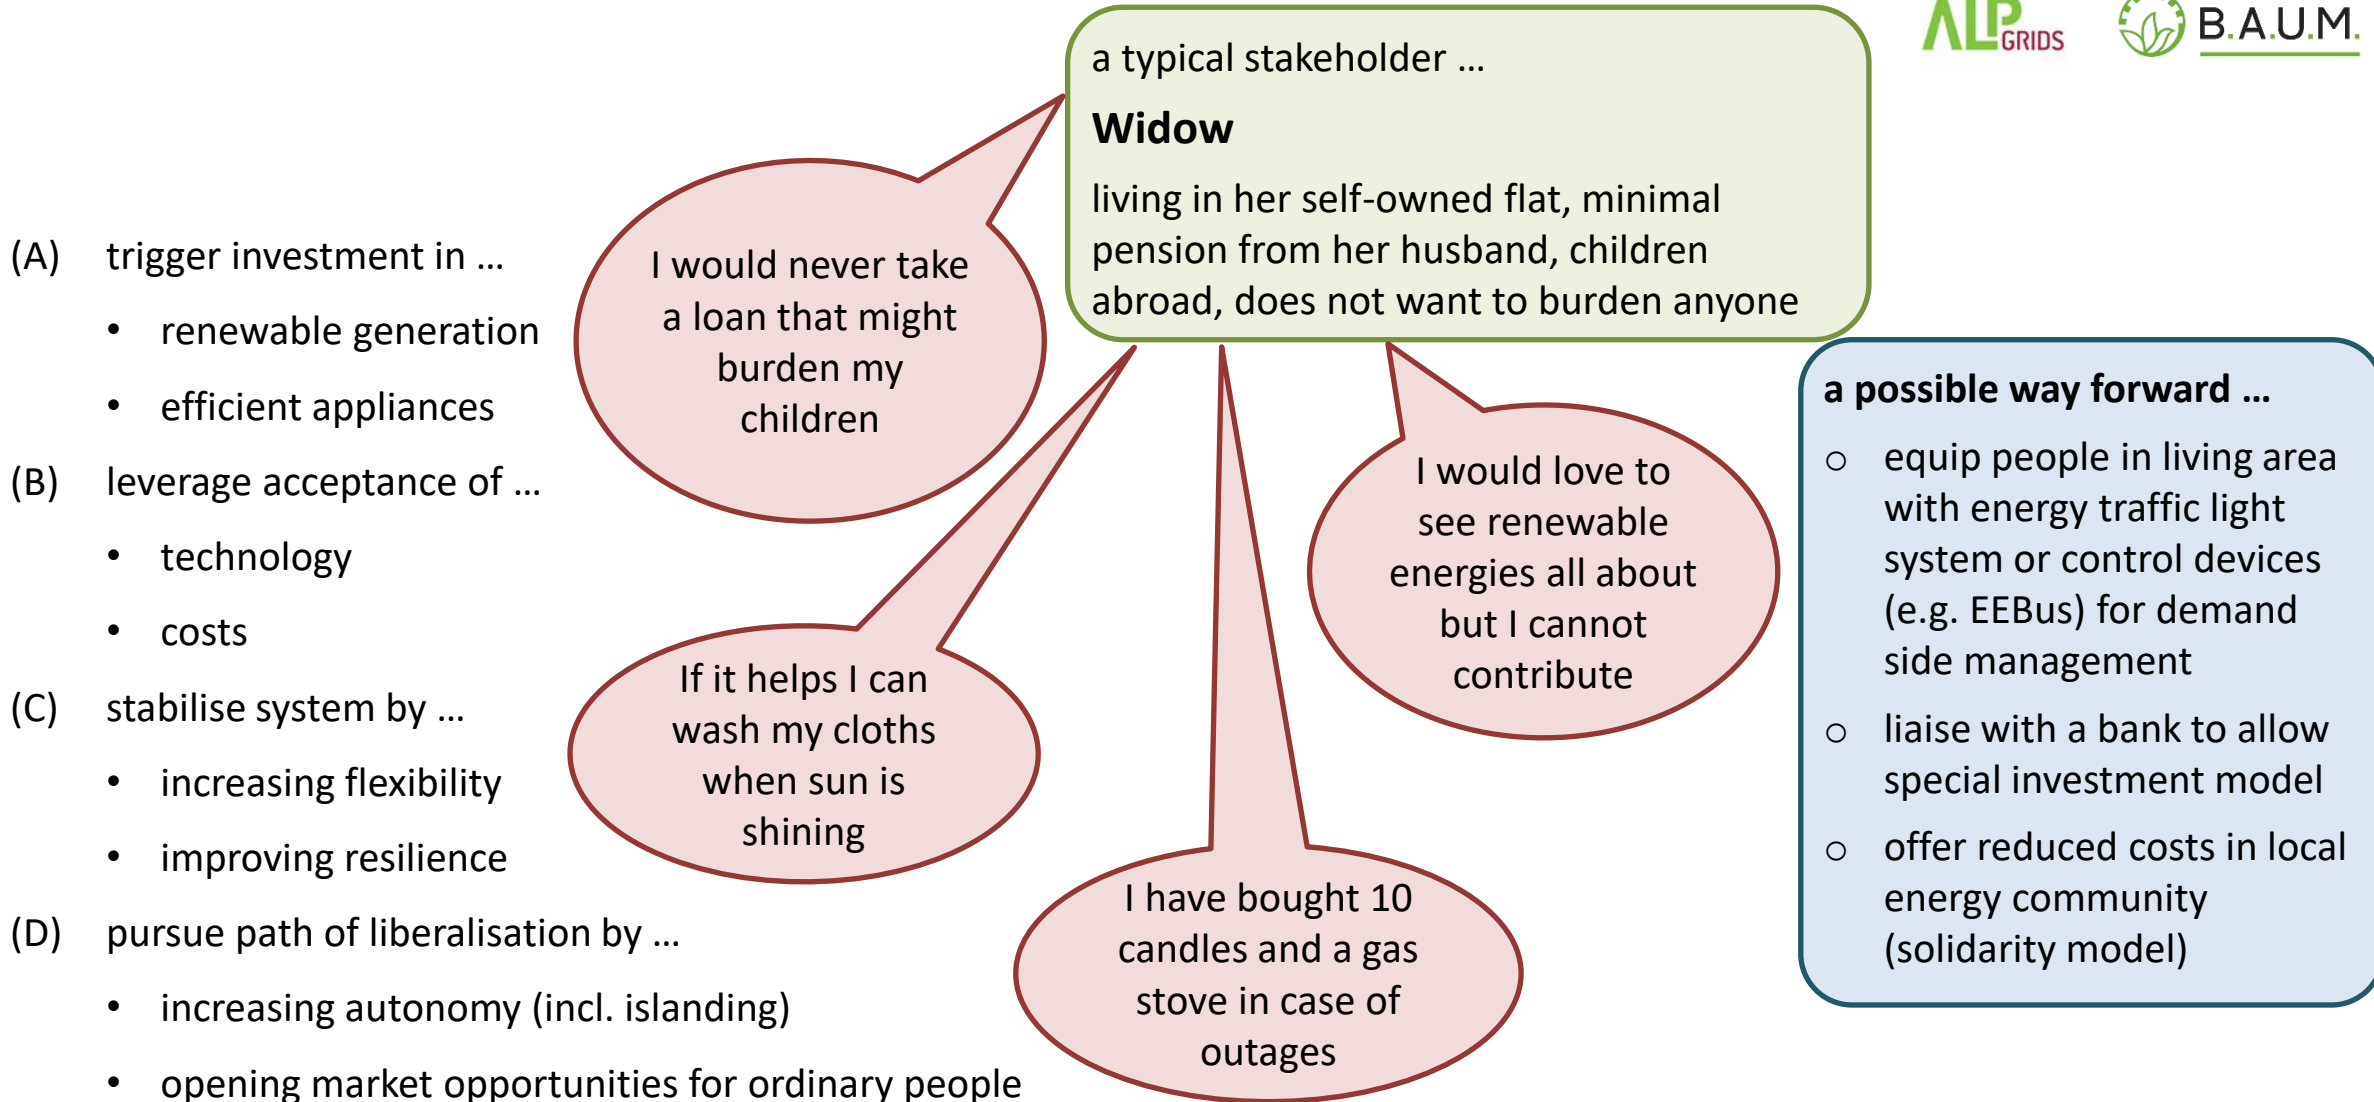 ALP
GRIDS
B.A.U.M.
a typical stakeholder …
Widow
living in her self-owned flat, minimal
pension from her husband, children
abroad, does not want to burden anyone
(A) trigger investment in …
• renewable generation
• efficient appliances
(B) leverage acceptance of …
• technology
• costs
(C) stabilise system by …
• increasing flexibility
• improving resilience
(D) pursue path of liberalisation by …
• increasing autonomy (incl. islanding)
• opening market opportunities for ordinary people
I would never take
a loan that might
burden my
children
If it helps I can
wash my cloths
when sun is
shining
I have bought 10
candles and a gas
stove in case of
outages
I would love to
see renewable
energies all about
but I cannot
contribute
a possible way forward …
o equip people in living area
with energy traffic light
system or control devices
(e.g. EEBus) for demand
side management
o liaise with a bank to allow
special investment model
o offer reduced costs in local
energy community
(solidarity model)